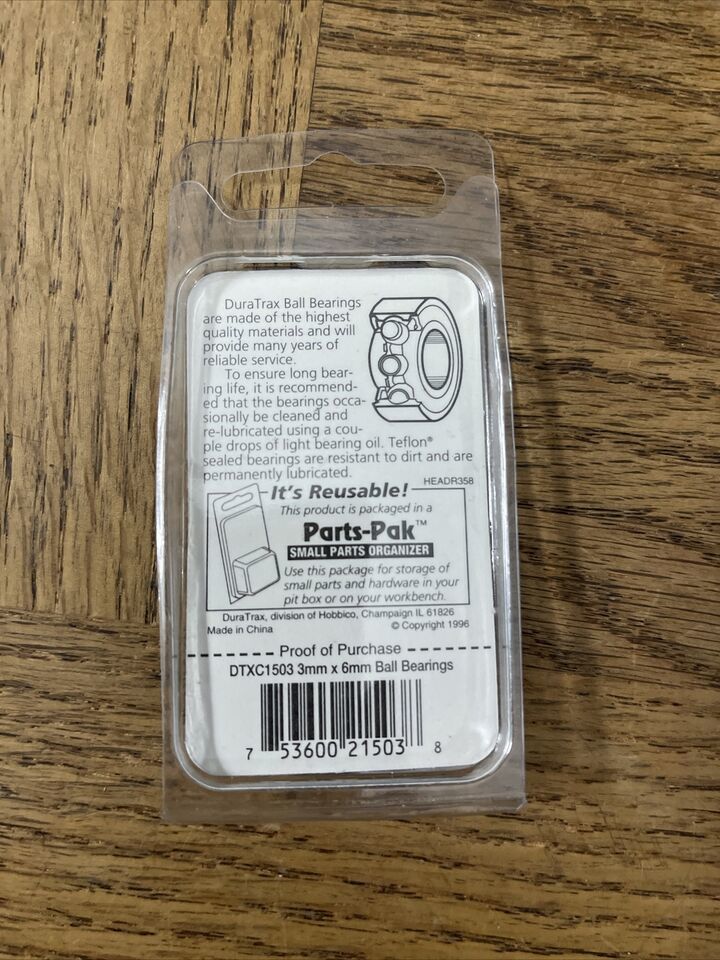 DuraTrax Ball Bearings
are made of the highest
quality materials and will
provide many years of
reliable service.
To ensure long bear-
ing life, it is recommend-
ed that the bearings occa-
sionally be cleaned and
re-lubricated using a cou-
ple drops of light bearing oil. Teflon®
sealed bearings are resistant to dirt and are
permanently lubricated.
HEADR358
It's Reusable!
This product is packaged in a
Parts-Pak™
SMALL PARTS ORGANIZER
Use this package for storage of
small parts and hardware in your
pit box or on your workbench.
DuraTrax, division of Hobbico, Champaign IL 61826
Made in China © Copyright 1996
Proof of Purchase
DTXC1503 3mm x 6mm Ball Bearings
7 53600 21503 8